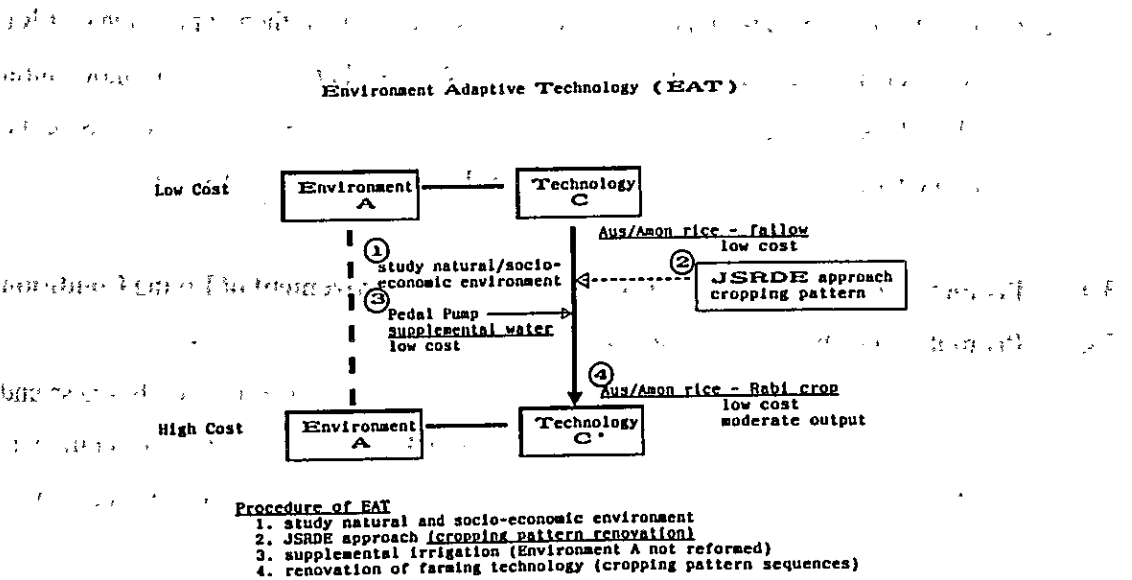 Environment Adaptive Technology (EAT)
Low Cost
Environment
A
Technology
C
Aus/Amon rice - fallow
low cost
①
study natural/socio-
economic environment
②
JSRDE approach
cropping pattern
③
Pedal Pump
supplemental water
low cost
④
Aus/Amon rice - Rabi crop
low cost
moderate output
High Cost
Environment
A
Technology
C'
Procedure of EAT
1. study natural and socio-economic environment
2. JSRDE approach (cropping pattern renovation)
3. supplemental irrigation (Environment A not reformed)
4. renovation of farming technology (cropping pattern sequences)